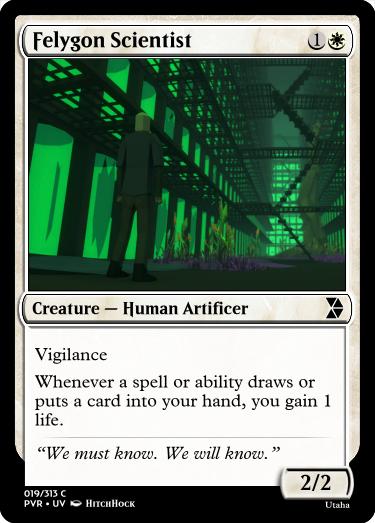 Felygon Scientist 1
Creature — Human Artificer
Vigilance
Whenever a spell or ability draws or
puts a card into your hand, you gain 1
life.
“We must know. We will know.”
2/2
019/313 C
PVR • UV HitchHock
Utaha